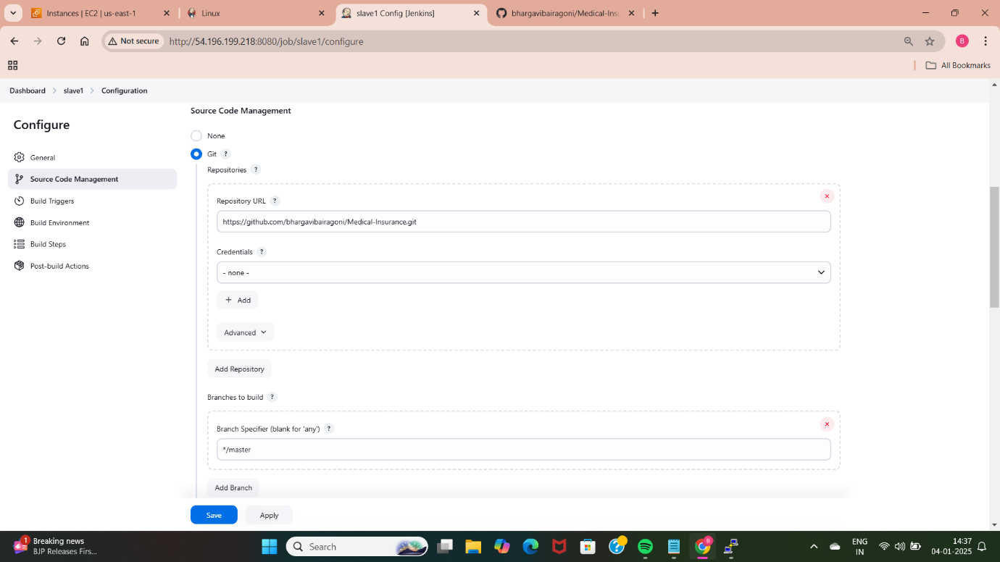 Instances | EC2 | us-east-1
Linux
slave1 Config [Jenkins]
bhargavibairagoni/Medical-Insu
Not secure
http://54.196.199.218:8080/job/slave1/configure
B
All Bookmarks
Dashboard
slave1
Configuration
Configure
General
Source Code Management
Build Triggers
Build Environment
Build Steps
Post-build Actions
Source Code Management
None
Git ?
Repositories ?
Repository URL ?
https://github.com/bhargavibairagoni/Medical-Insurance.git
Credentials ?
- none -
+ Add
Advanced
Add Repository
Branches to build ?
Branch Specifier (blank for 'any') ?
*/master
Add Branch
Save
Apply
1
Breaking news
BJP Releases Firs...
Search
ENG
IN
14:37
04-01-2025